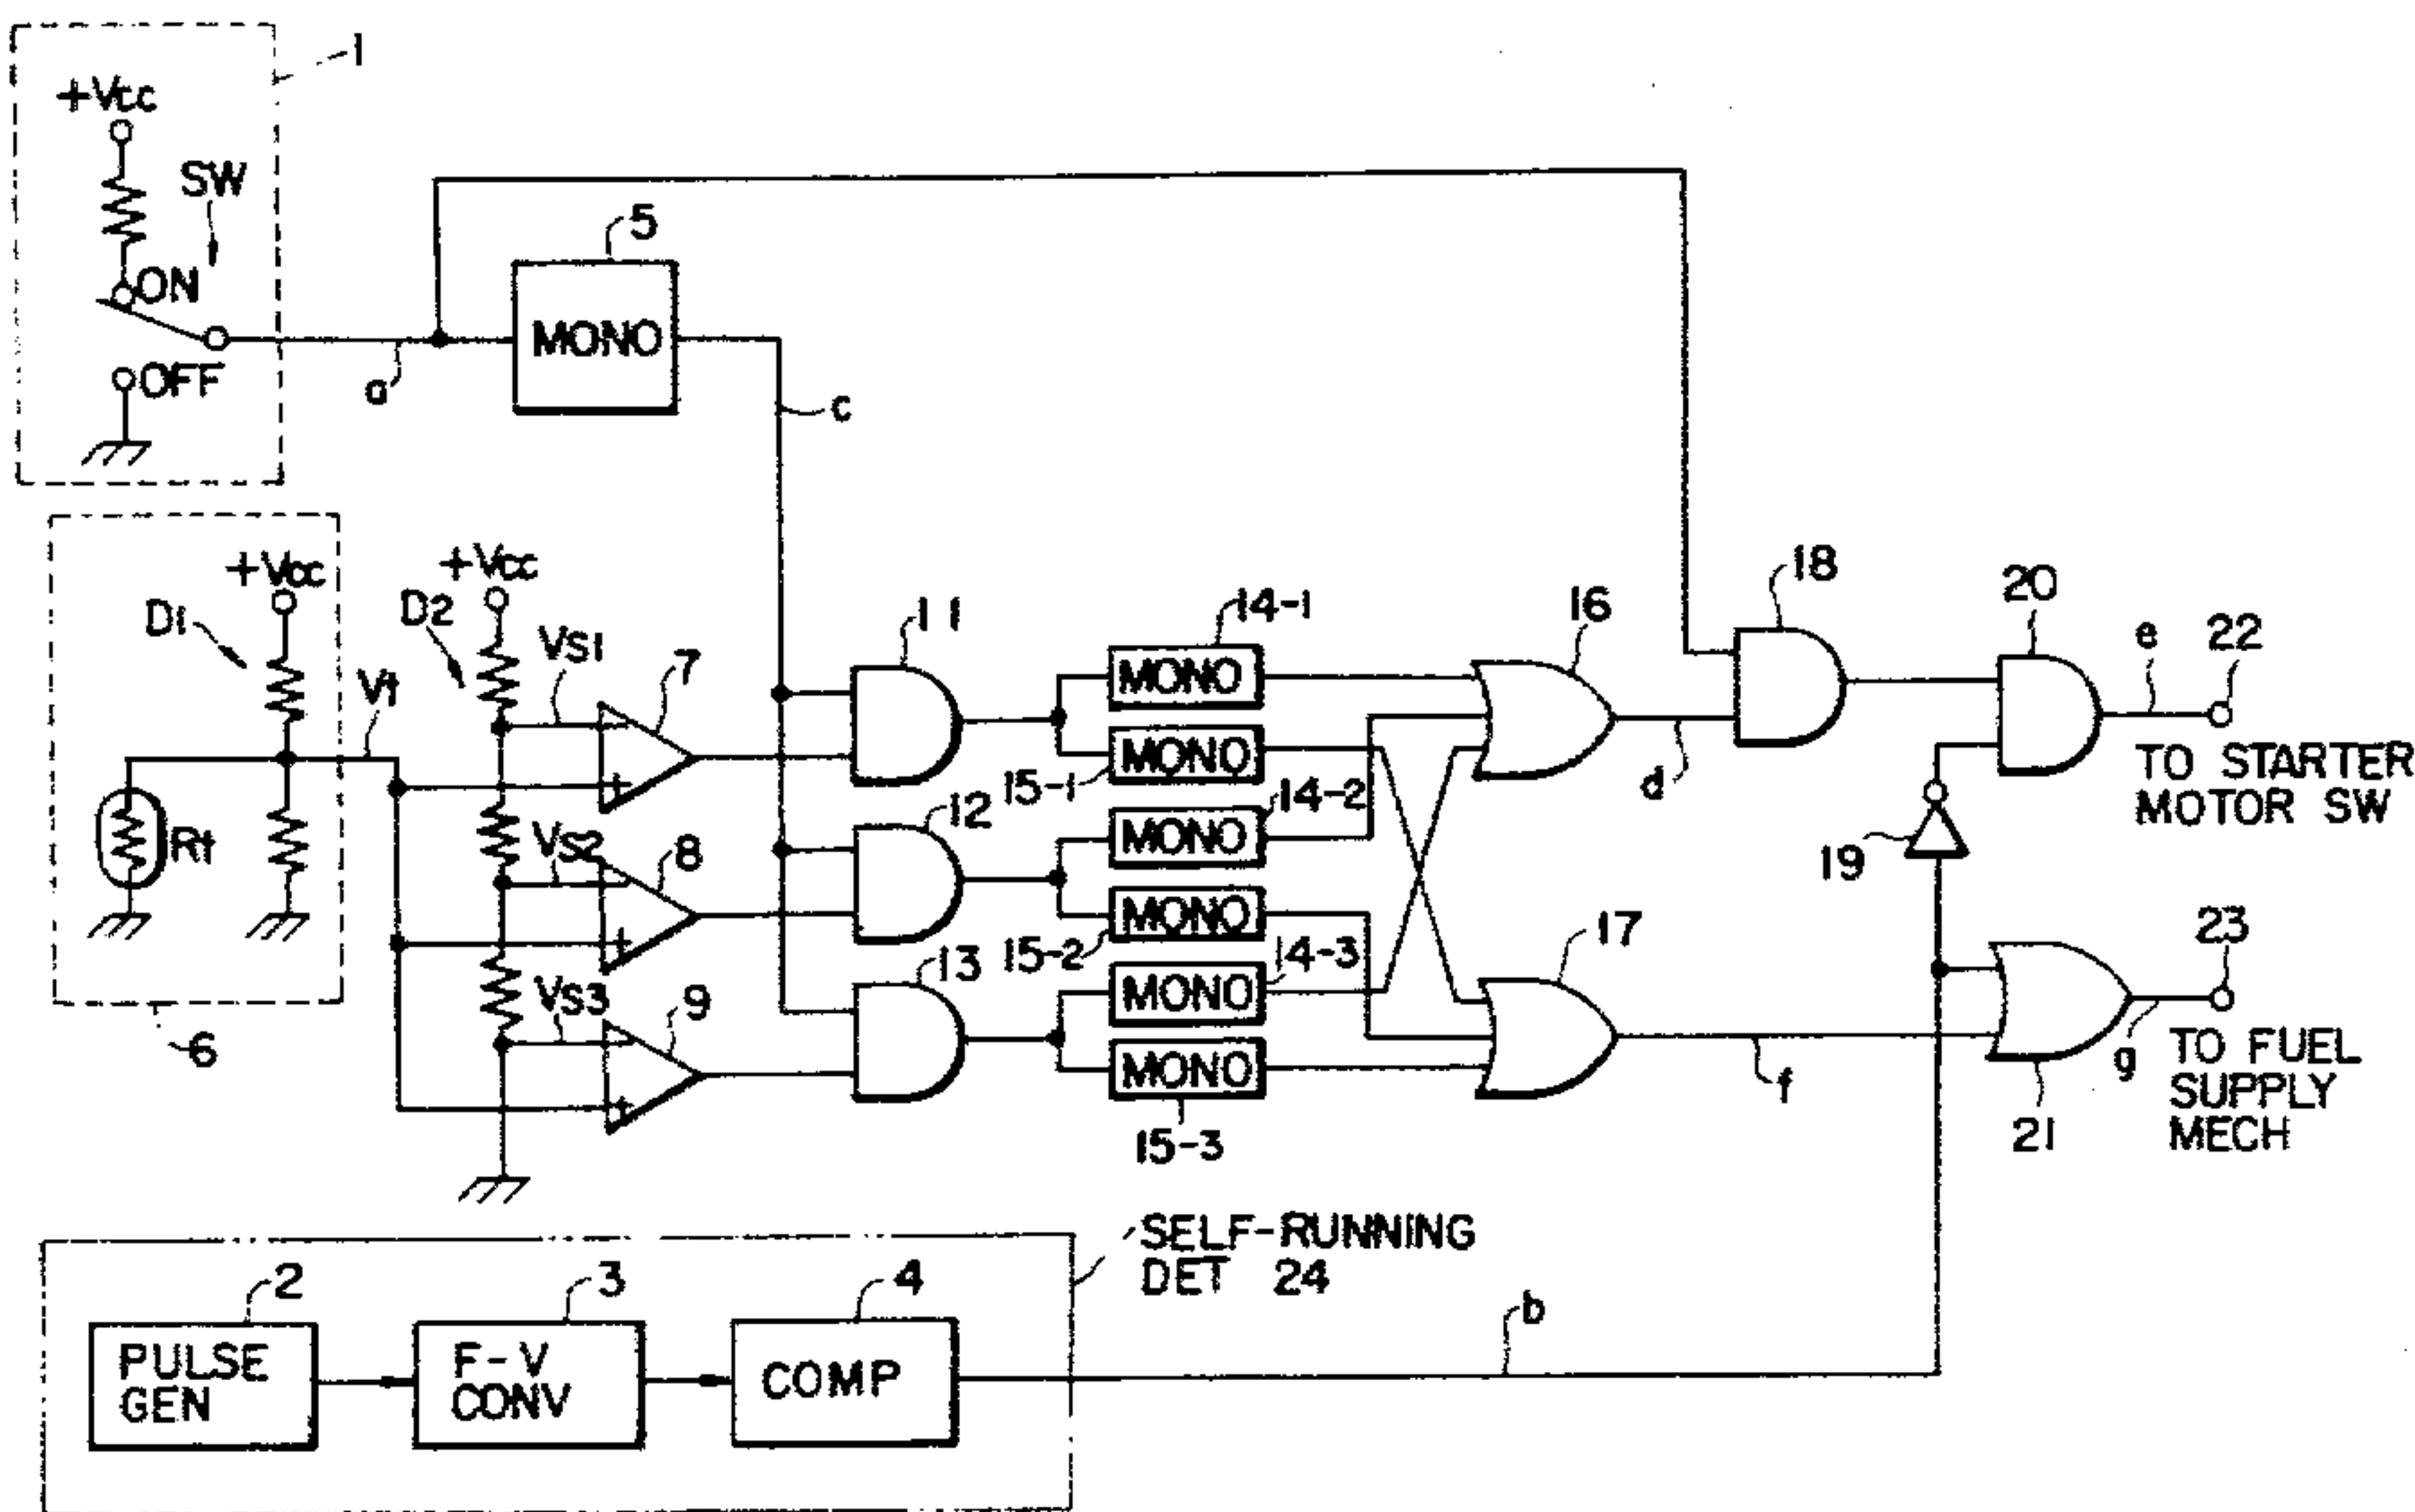 1
+Vcc
SW
ON
OFF
a
5
MONO
c
+Vcc
D1
Vt
Rt
6
+Vcc
D2
VS1
7
-
+
VS2
8
+
VS3
9
+
11
12
13
14-1
MONO
MONO
15-1
14-2
MONO
MONO
15-2
14-3
MONO
MONO
15-3
16
17
d
f
18
19
20
e
22
TO STARTER
MOTOR SW
21
g
23
TO FUEL
SUPPLY
MECH
SELF-RUNNING
DET 24
b
2
PULSE
GEN
3
F-V
CONV
4
COMP